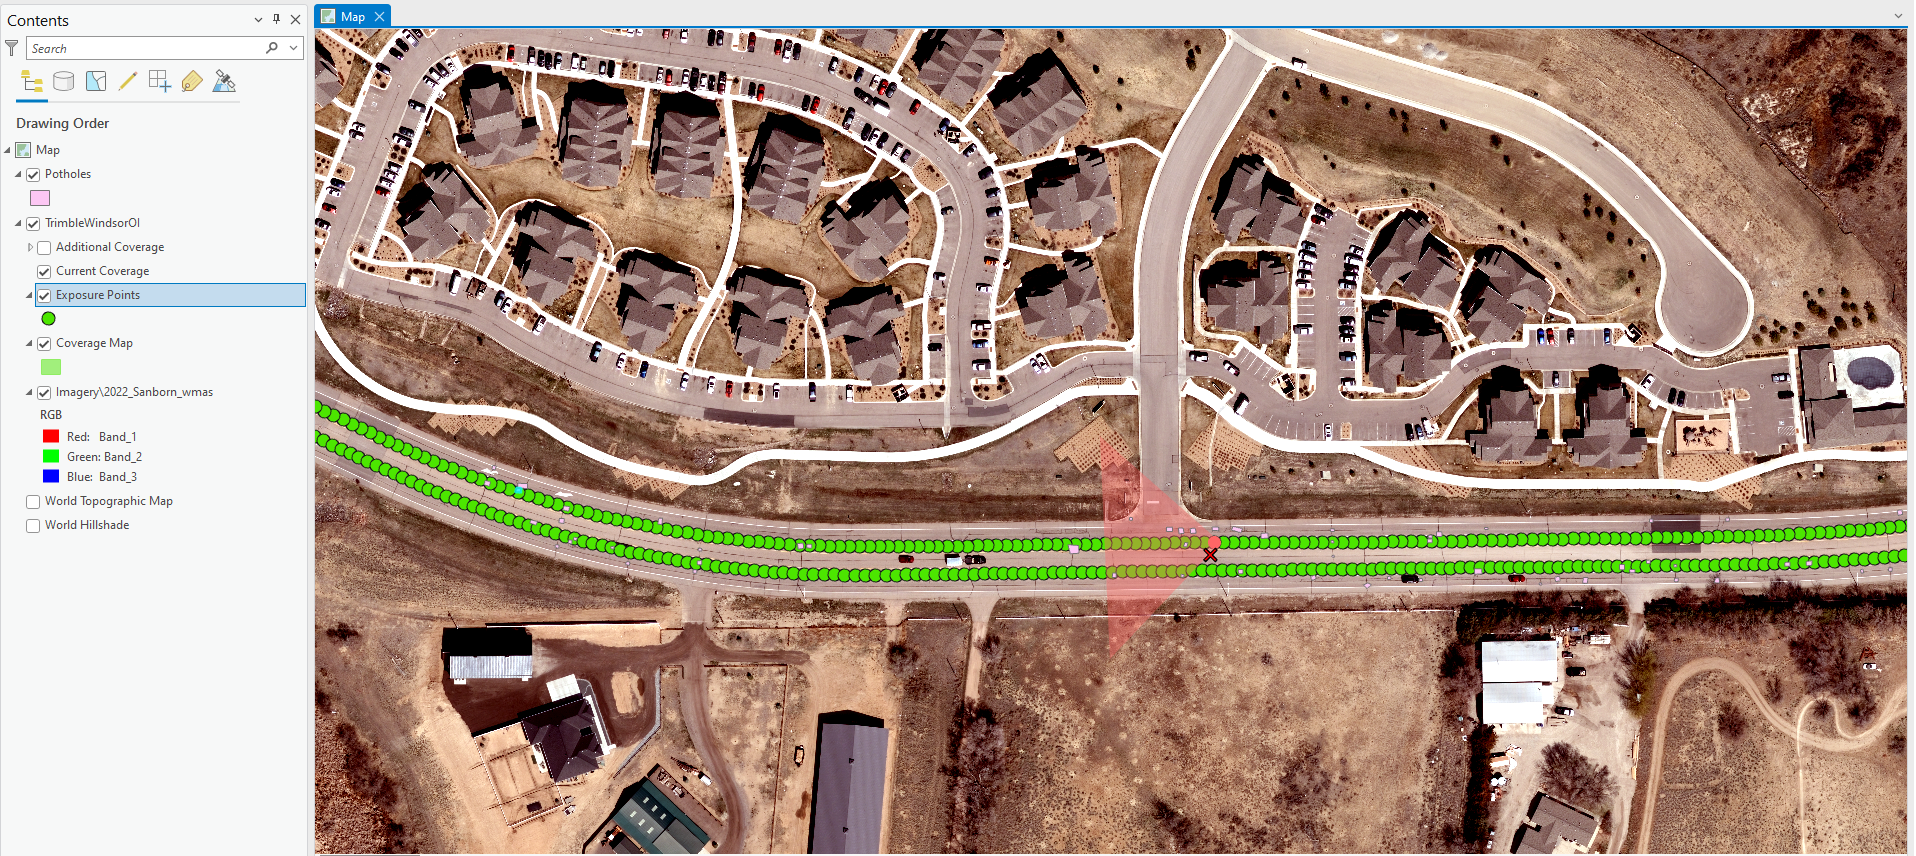 Contents
Map
Search
Drawing Order
Map
Potholes
TrimbleWindsorOI
Additional Coverage
Current Coverage
Exposure Points
Coverage Map
Imagery\2022_Sanborn_wmas
RGB
Red: Band_1
Green: Band_2
Blue: Band_3
World Topographic Map
World Hillshade